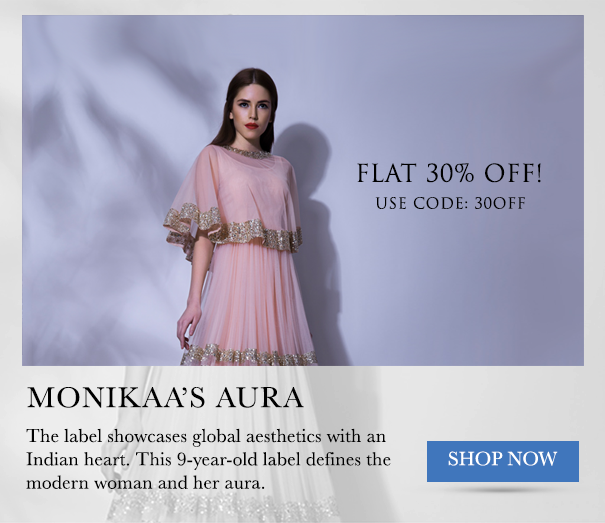 FLAT 30% OFF!
USE CODE: 30OFF
MONIKAA'S AURA
The label showcases global aesthetics with an
Indian heart. This 9-year-old label defines the
modern woman and her aura.
SHOP NOW